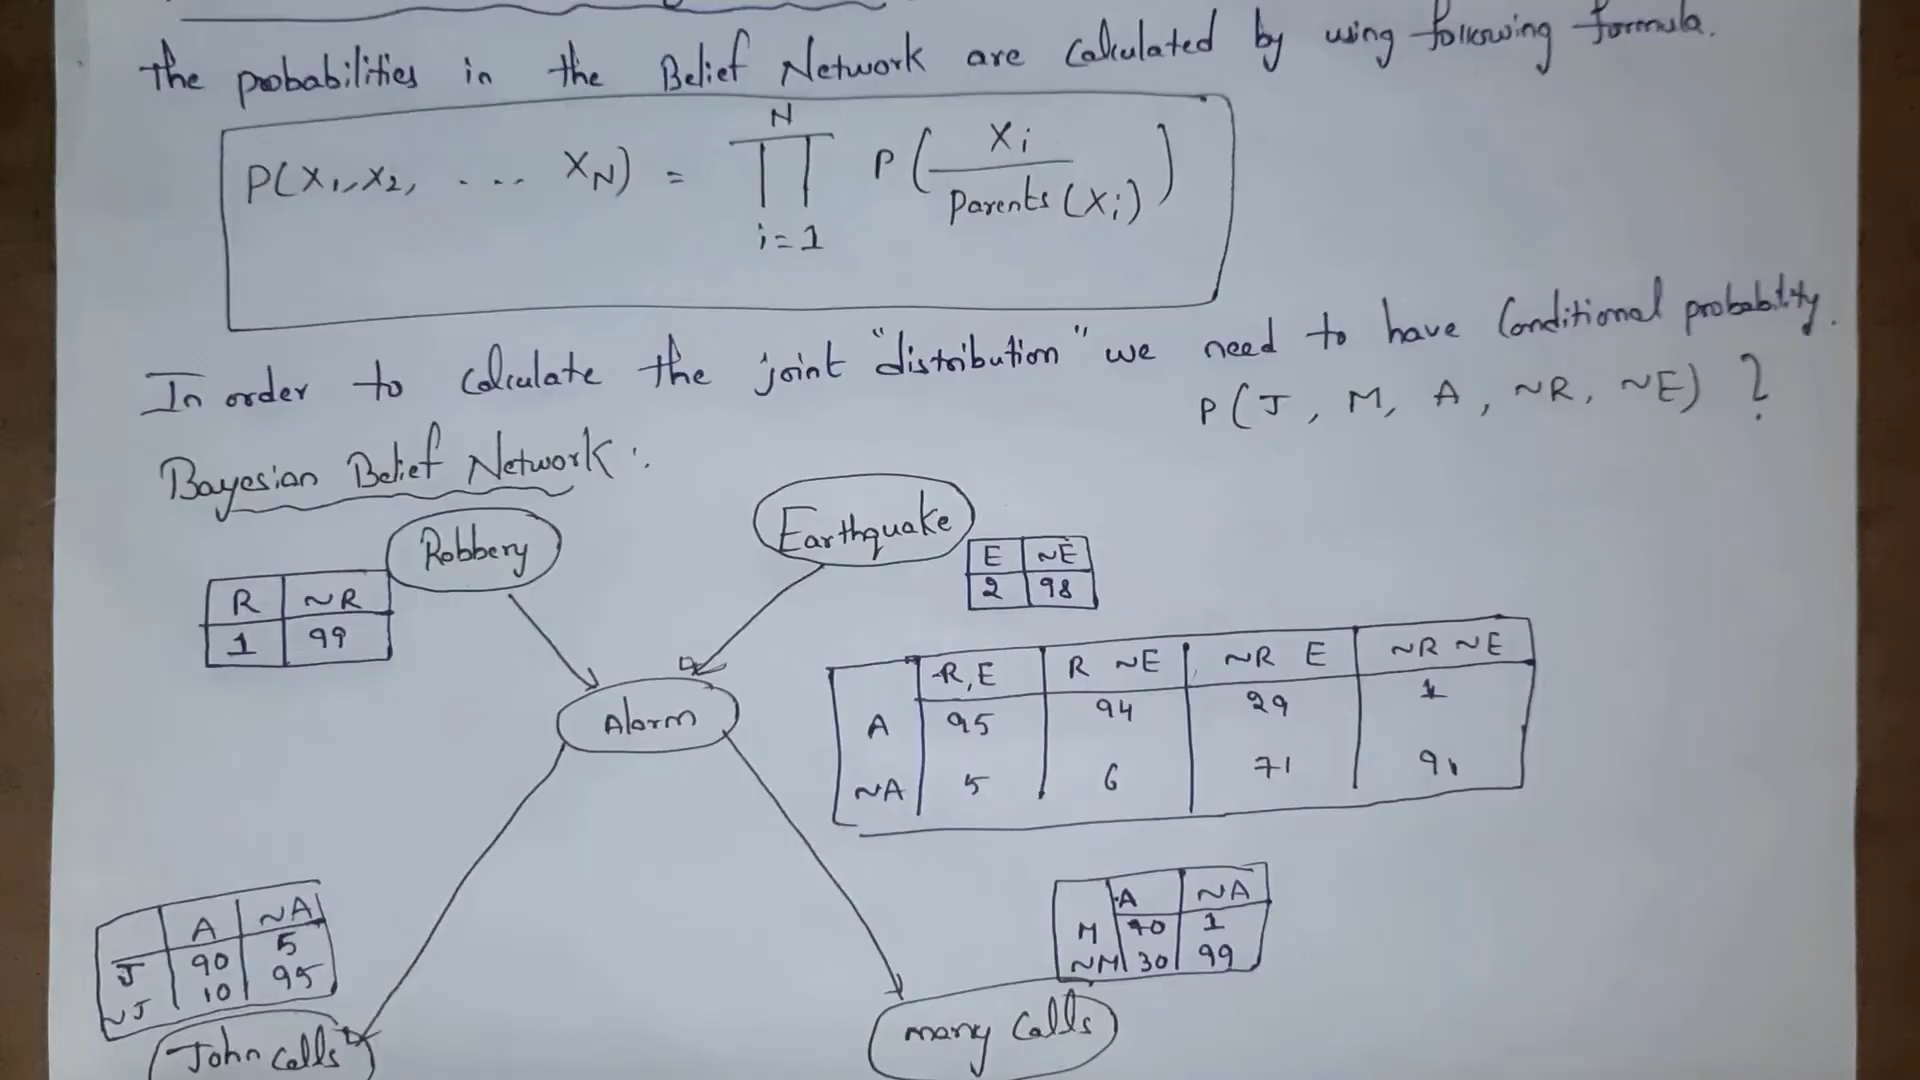 the probabilities in the Belief Network are calculated by using following formula.
P(X1, X2, ... XN) = N ∏ i=1 P( Xi / Parents (Xi) )
In order to calculate the joint "distribution" we need to have Conditional probability.
P(J, M, A, ~R, ~E) ?
Bayesian Belief Network:
Robbery
Earthquake
R ~R
1 99
E ~E
2 98
Alarm
R,E R ~E ~R E ~R ~E
A 95 94 29 1
~A 5 6 71
A ~A
J 90 5
~J 10 95
A ~A
M 70 1
~M 30 99
John calls
many calls